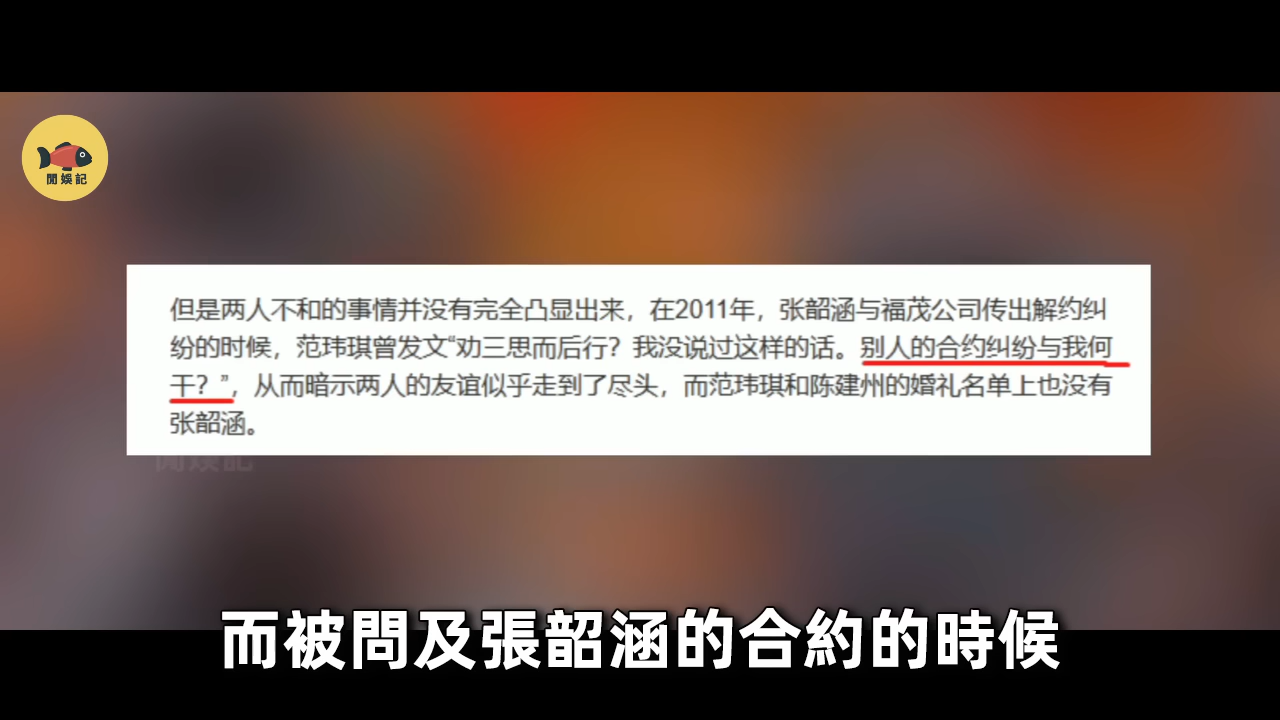 閒娛記
但是两人不和的事情并没有完全凸显出来，在2011年，张韶涵与福茂公司传出解约纠
纷的时候，范玮琪曾发文“劝三思而后行？我没说过这样的话。别人的合约纠纷与我何
干？”，从而暗示两人的友谊似乎走到了尽头，而范玮琪和陈建州的婚礼名单上也没有
张韶涵。
閒娛記
而被問及張韶涵的合約的時候